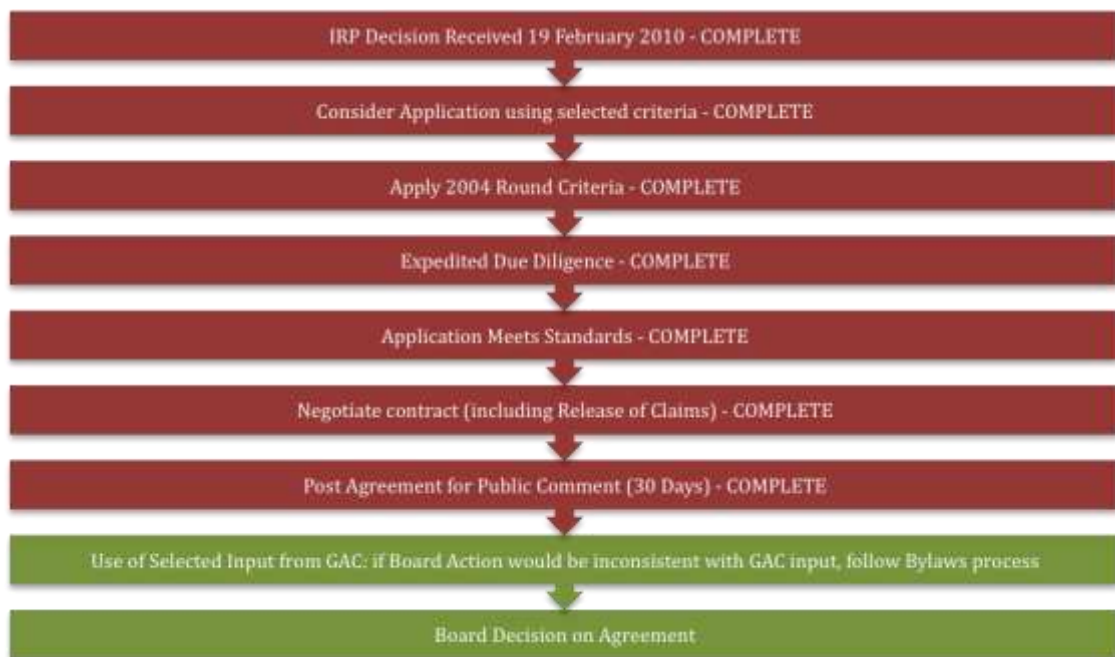 IRP Decision Received 19 February 2010 - COMPLETE
Consider Application using selected criteria - COMPLETE
Apply 2004 Round Criteria - COMPLETE
Expedited Due Diligence - COMPLETE
Application Meets Standards - COMPLETE
Negotiate contract (including Release of Claims) - COMPLETE
Post Agreement for Public Comment (30 Days) - COMPLETE
Use of Selected Input from GAC: if Board Action would be inconsistent with GAC input, follow Bylaws process
Board Decision on Agreement